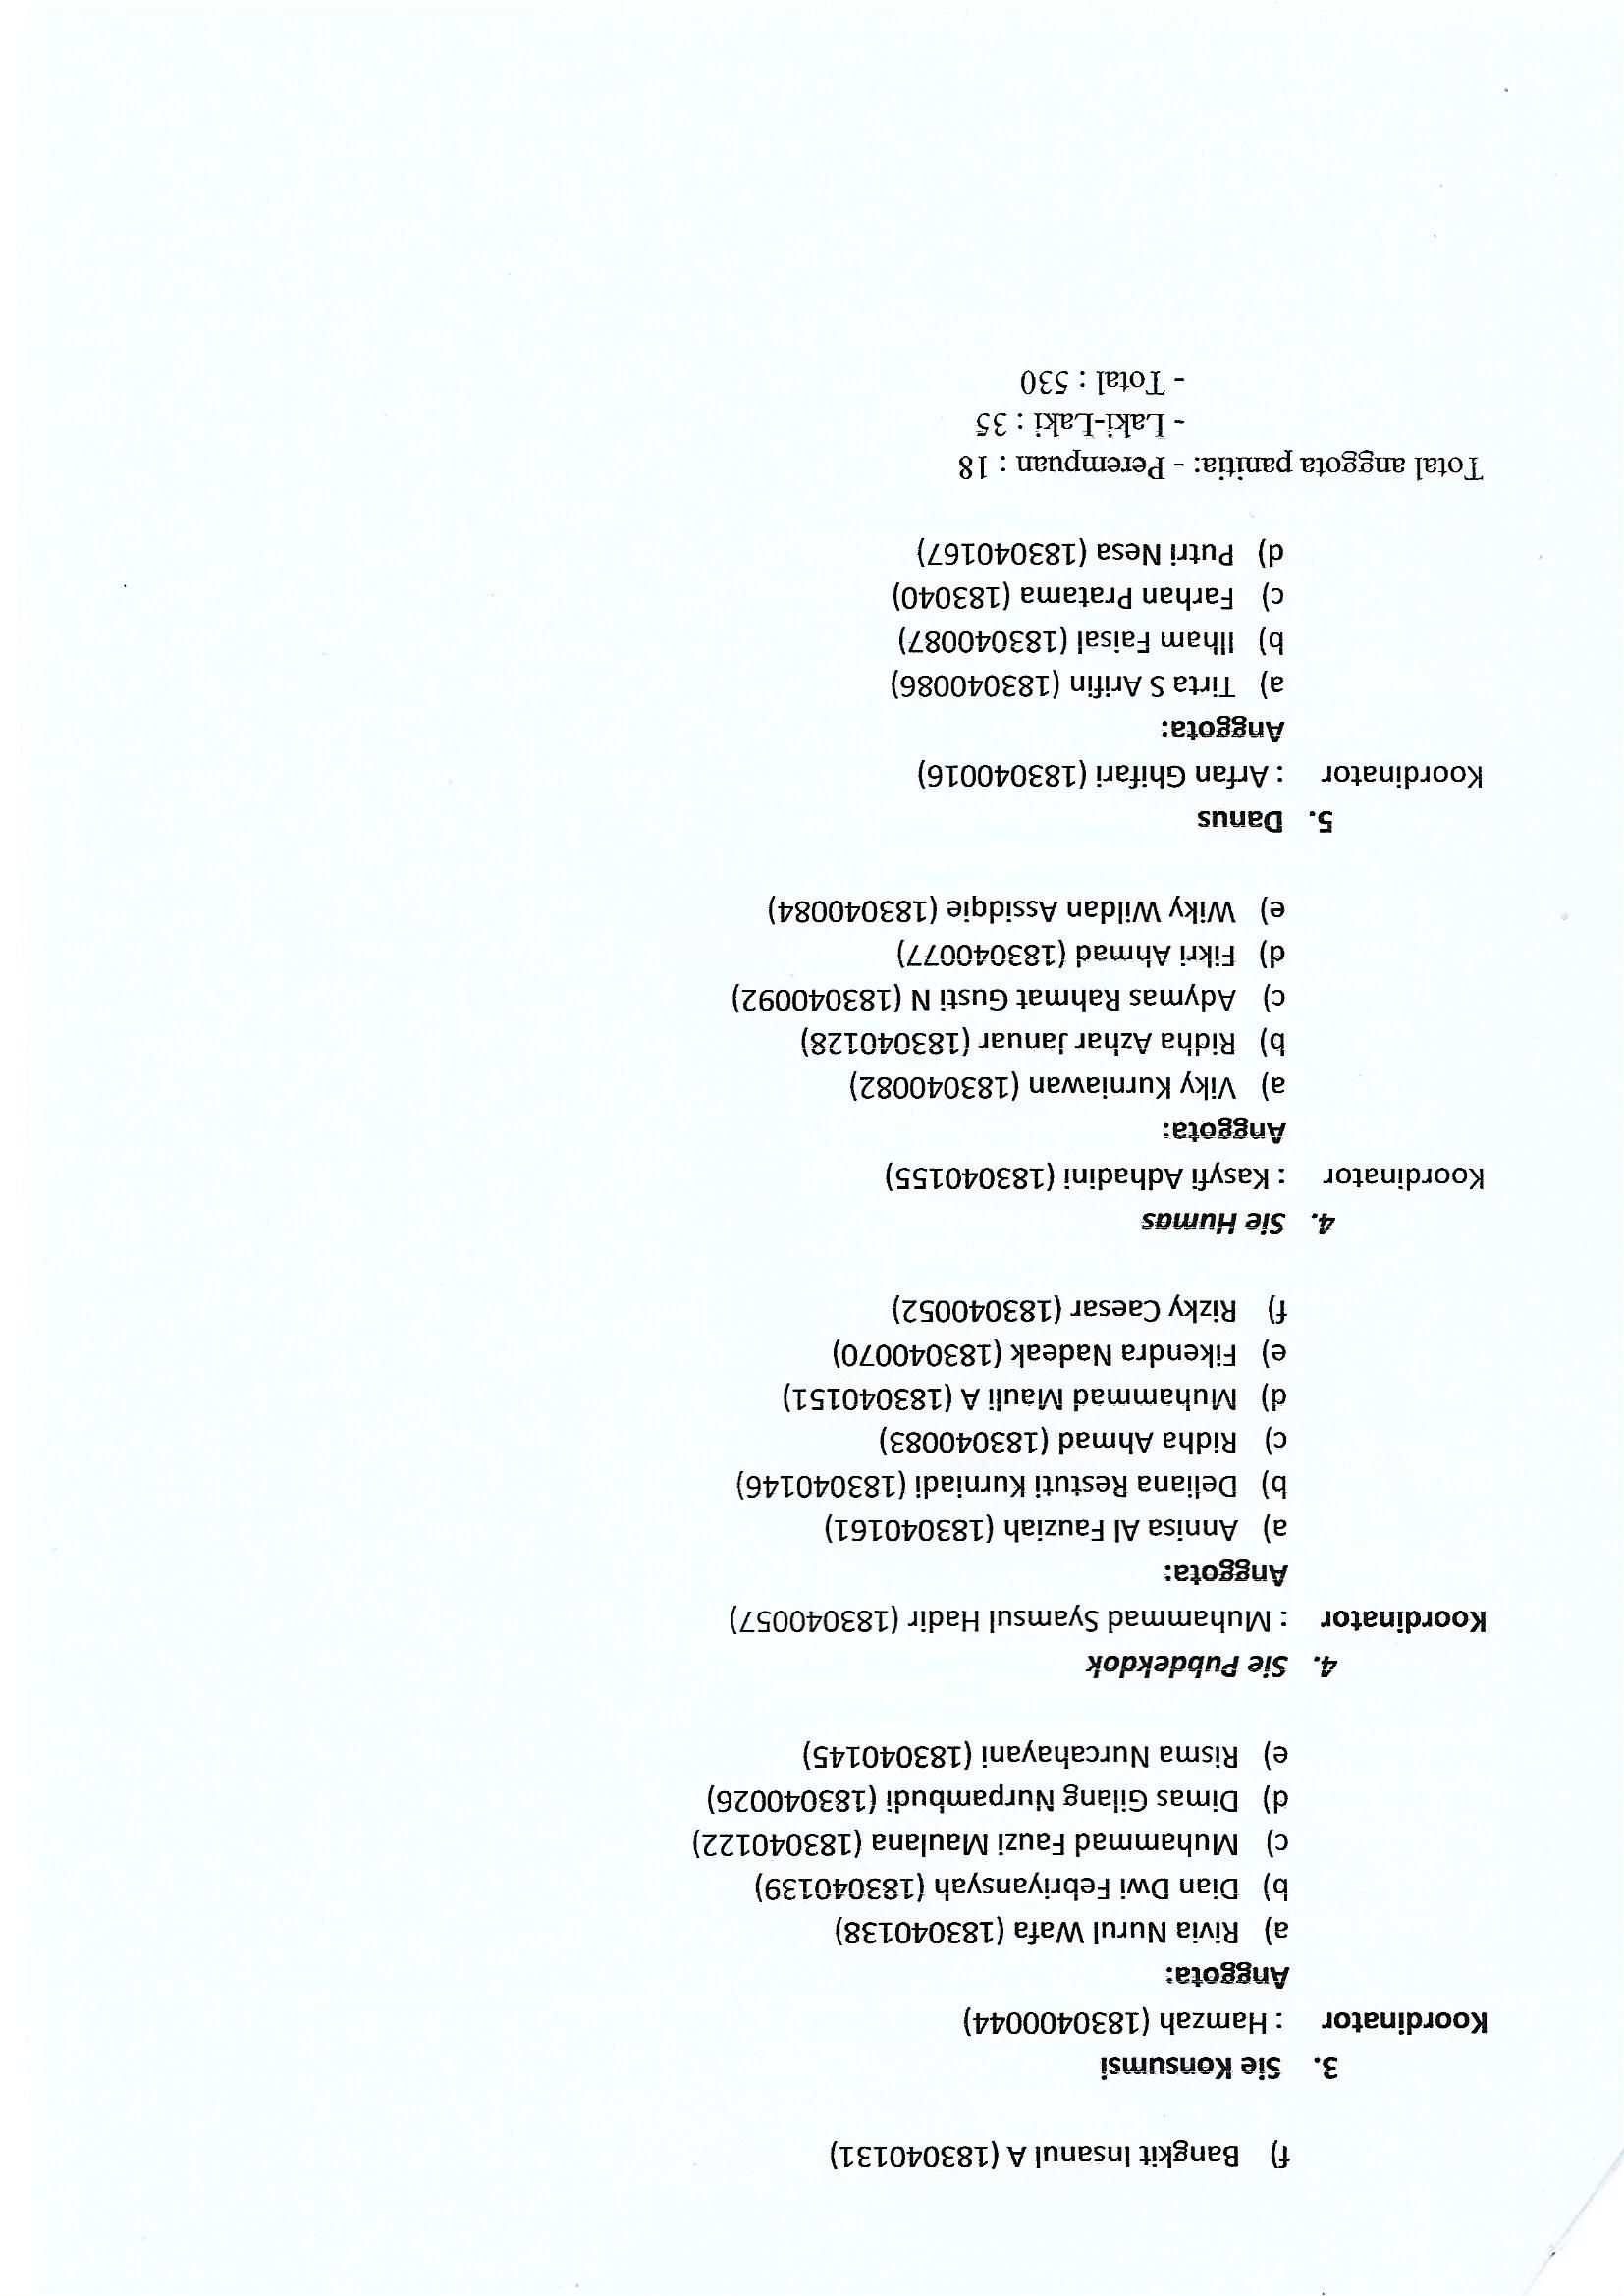 f) Bangkit Insanul A (183040131)
3. Sie Konsumsi
Koordinator : Hamzah (1830400044)
Anggota:
a) Rivia Nurul Wafa (183040138)
b) Dian Dwi Febriyansyah (183040139)
c) Muhammad Fauzi Maulana (183040122)
d) Dimas Gilang Nurpambudi (183040026)
e) Risma Nurcahayani (183040145)
4. Sie Pubdekdok
Koordinator : Muhammad Syamsul Hadir (183040057)
Anggota:
a) Annisa Al Fauziah (183040161)
b) Deliana Restuti Kurniadi (183040146)
c) Ridha Ahmad (183040083)
d) Muhammad Mauli A (183040151)
e) Fikendra Nadeak (183040070)
f) Rizky Caesar (183040052)
4. Sie Humas
Koordinator : Kasyfi Adhadini (183040155)
Anggota:
a) Viky Kurniawan (183040082)
b) Ridha Azhar Januar (183040128)
c) Adymas Rahmat Gusti N (183040092)
d) Fikri Ahmad (183040077)
e) Wiky Wildan Assidqie (183040084)
5. Danus
Koordinator : Arfan Ghifari (183040016)
Anggota:
a) Tirta S Arifin (183040086)
b) Ilham Faisal (183040087)
c) Farhan Pratama (183040)
d) Putri Nesa (183040167)
Total anggota panitia: - Perempuan : 18
- Laki-Laki : 35
- Total : 530